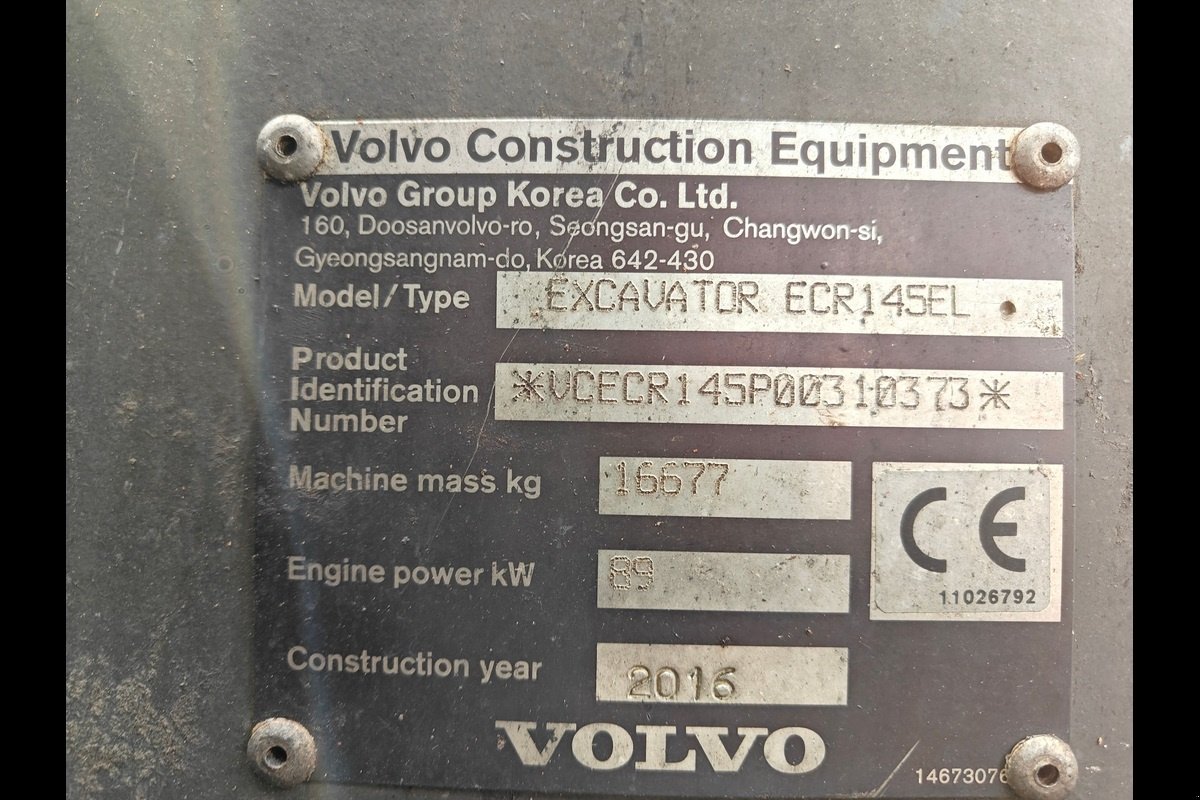 Volvo Construction Equipment
Volvo Group Korea Co. Ltd.
160, Doosanvolvo-ro, Seongsan-gu, Changwon-si,
Gyeongsangnam-do, Korea 642-430
Model/Type EXCAVATOR ECR145EL
Product
Identification *VCECR145P00310373*
Number
Machine mass kg 16677
Engine power kW 89
CE
11026792
Construction year 2016
VOLVO
1467307